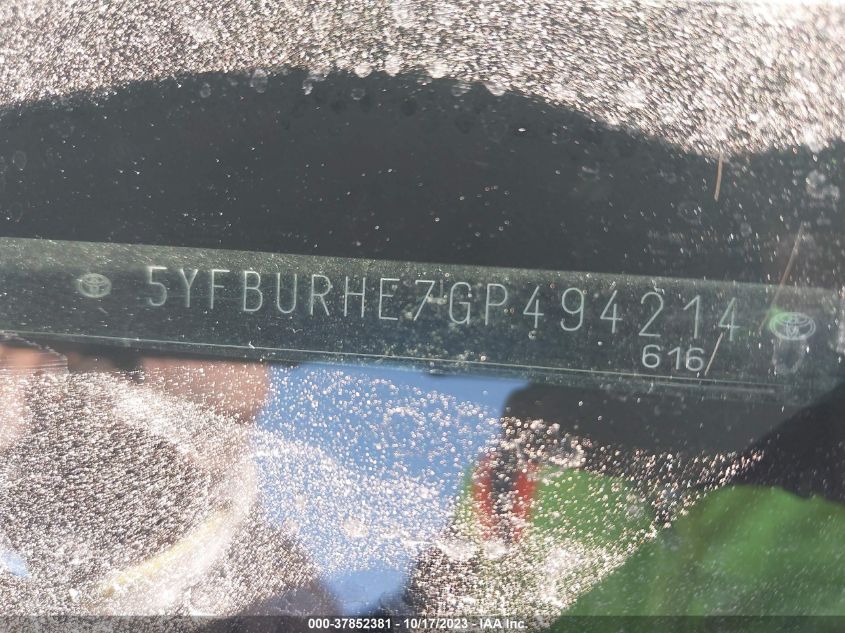 5YFBURHE7GP494214
616
000-37852381 - 10/17/2023 - IAA Inc.